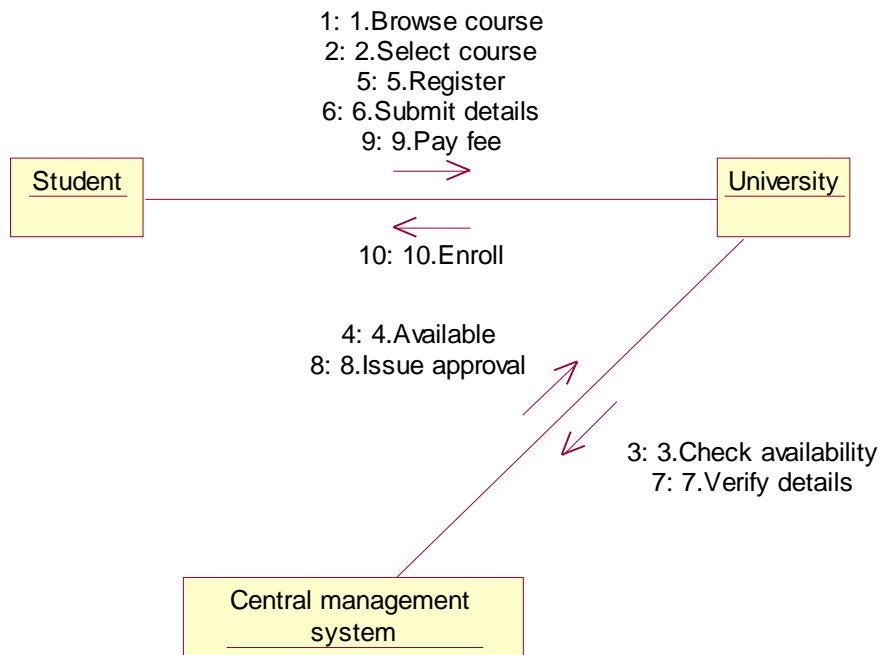 1: 1.Browse course
2: 2.Select course
5: 5.Register
6: 6.Submit details
9: 9.Pay fee
Student
University
10: 10.Enroll
4: 4.Available
8: 8.Issue approval
3: 3.Check availability
7: 7.Verify details
Central management
system